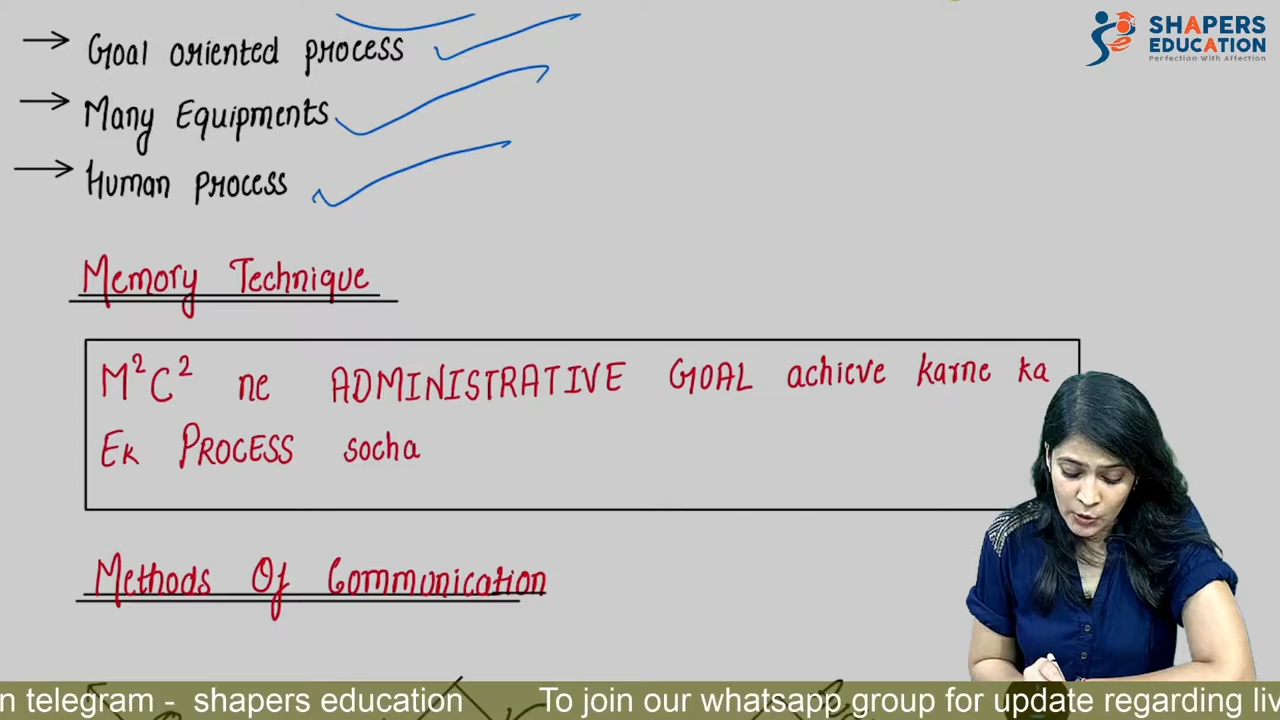 SHAPERS
EDUCATION
Perfection With Affection
→ Goal oriented process
→ Many Equipments
→ Human process
Memory Technique
M²C² ne ADMINISTRATIVE GOAL achieve karne ka
Ek PROCESS socha
Methods Of Communication
n telegram - shapers education To join our whatsapp group for update regarding liv